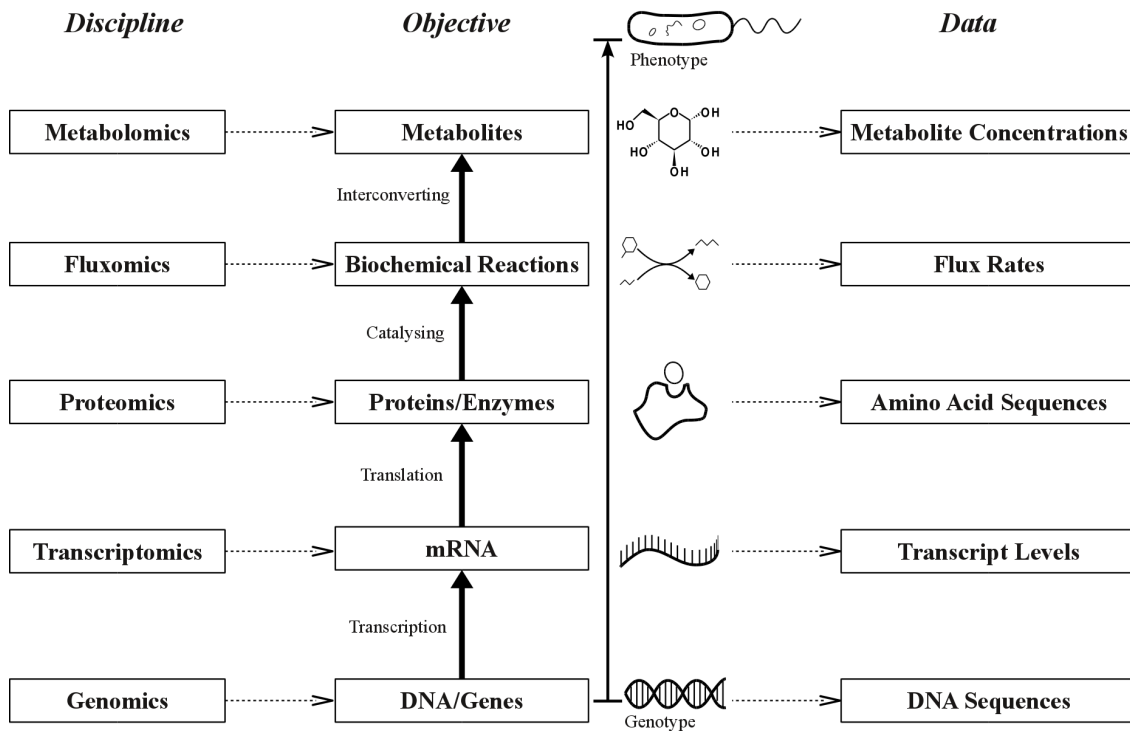 Discipline
Objective
Data
Phenotype
Metabolomics
Metabolites
HO
O
OH
HO
OH
OH
Metabolite Concentrations
Interconverting
Fluxomics
Biochemical Reactions
Flux Rates
Catalysing
Proteomics
Proteins/Enzymes
Amino Acid Sequences
Translation
Transcriptomics
mRNA
Transcript Levels
Transcription
Genomics
DNA/Genes
DNA Sequences
Genotype